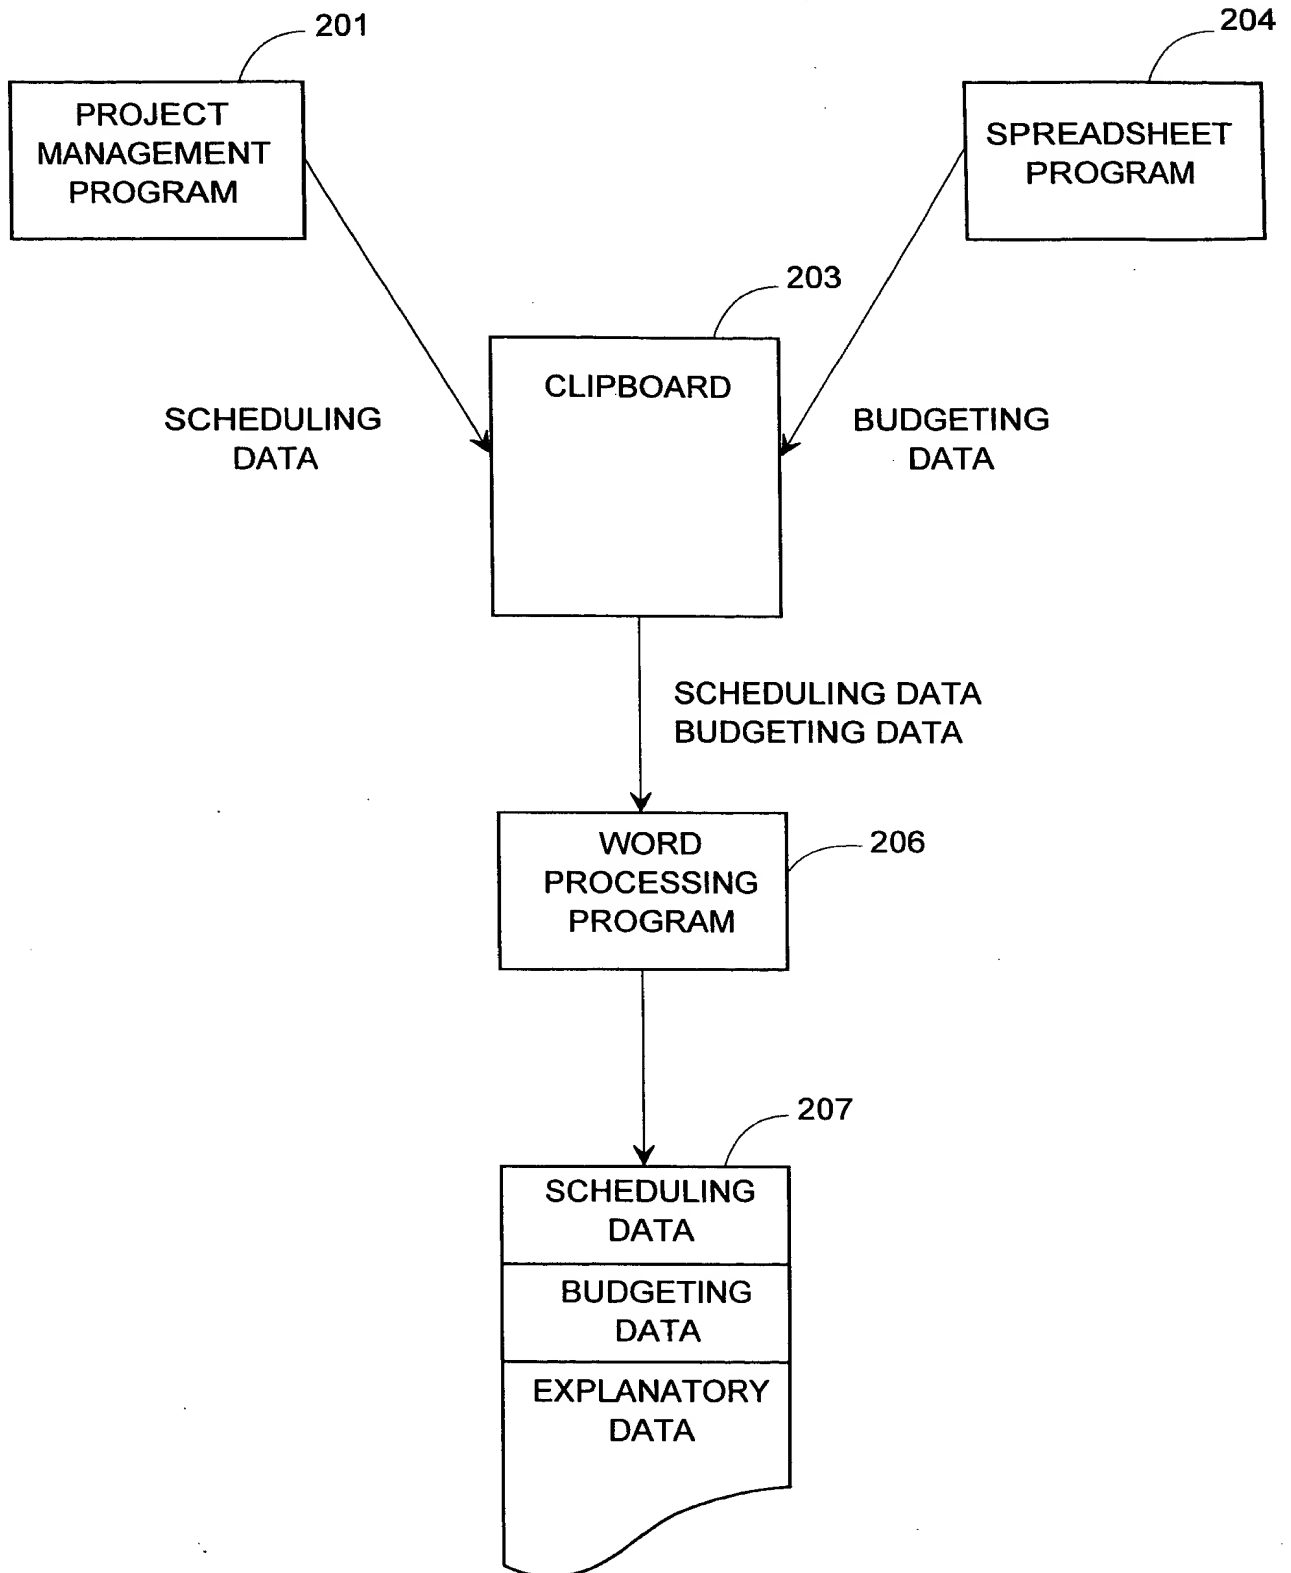 201
204
PROJECT
MANAGEMENT
PROGRAM
SPREADSHEET
PROGRAM
203
CLIPBOARD
SCHEDULING
DATA
BUDGETING
DATA
SCHEDULING DATA
BUDGETING DATA
WORD
PROCESSING
PROGRAM
206
207
SCHEDULING
DATA
BUDGETING
DATA
EXPLANATORY
DATA